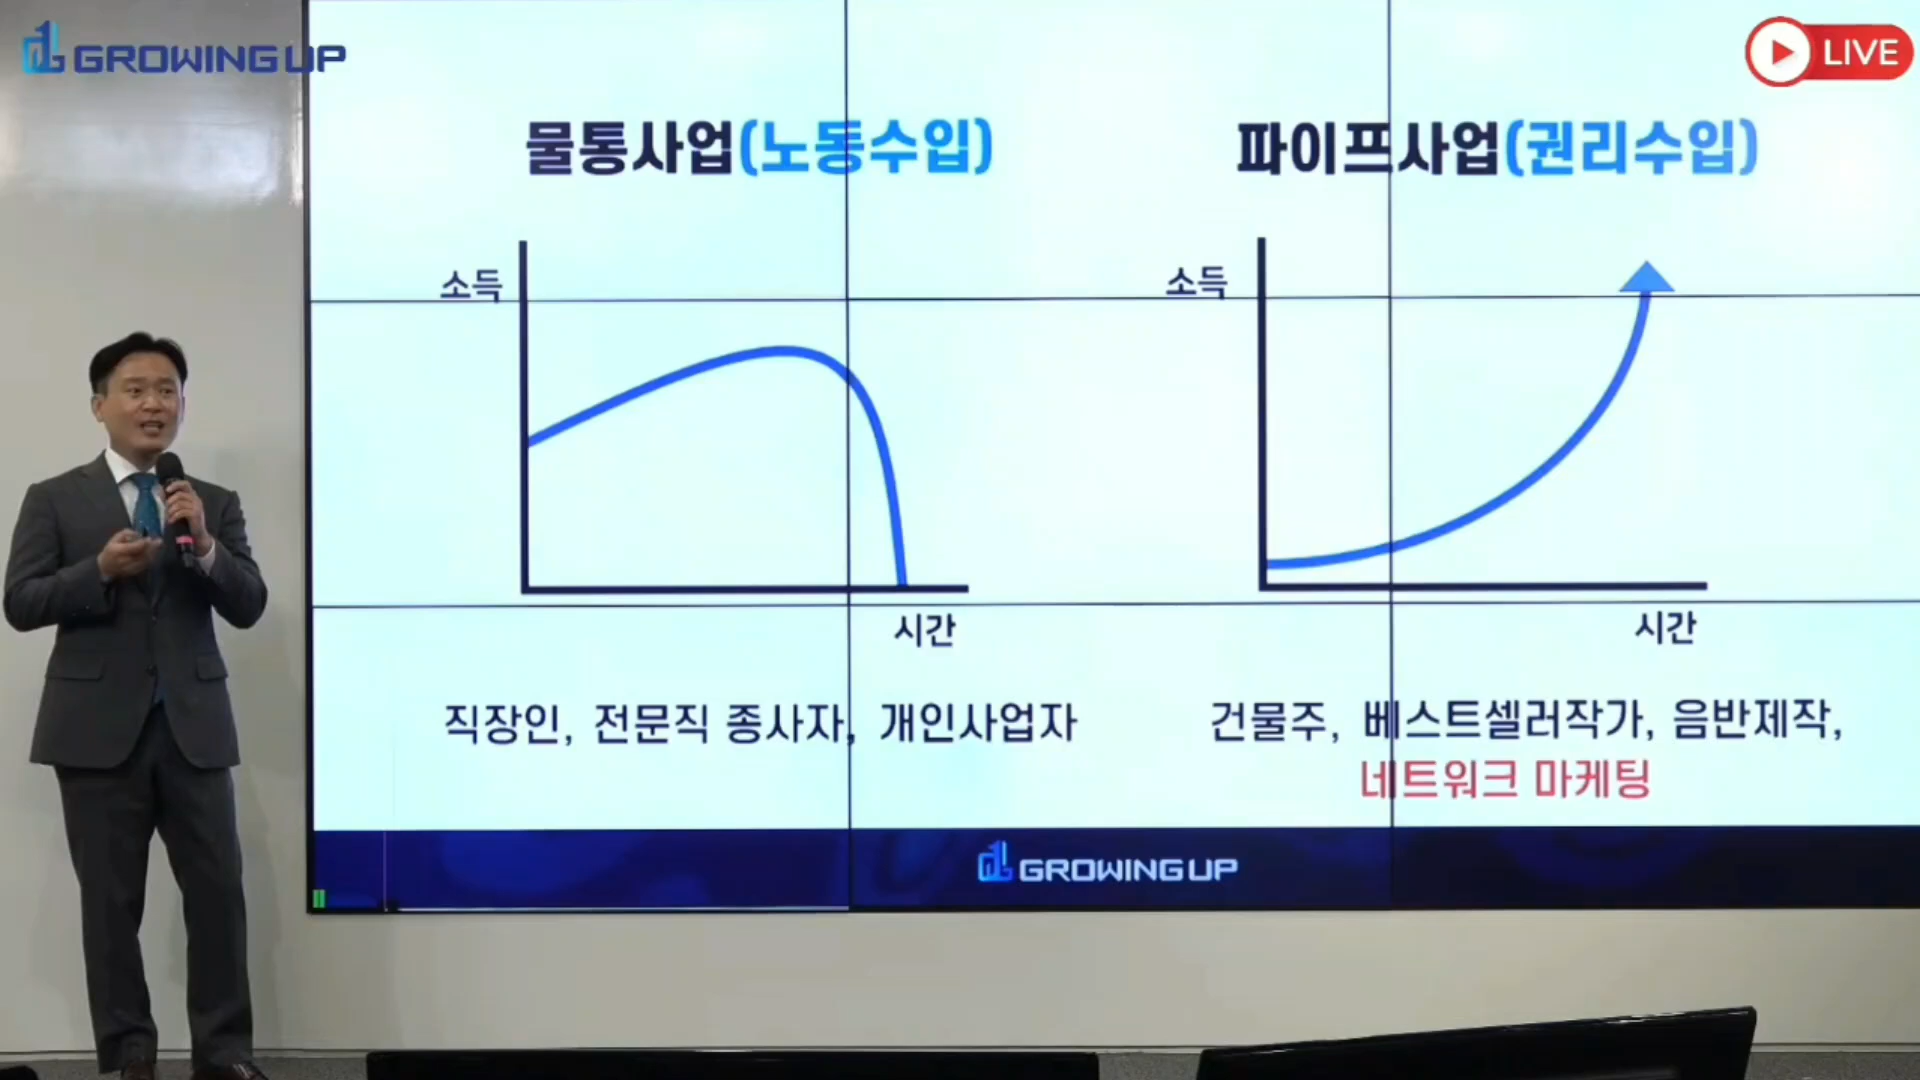 GROWING UP
LIVE
물통사업(노동수입)
파이프사업(권리수입)
소득
소득
시간
시간
직장인, 전문직 종사자, 개인사업자
건물주, 베스트셀러작가, 음반제작,
네트워크 마케팅
GROWING UP